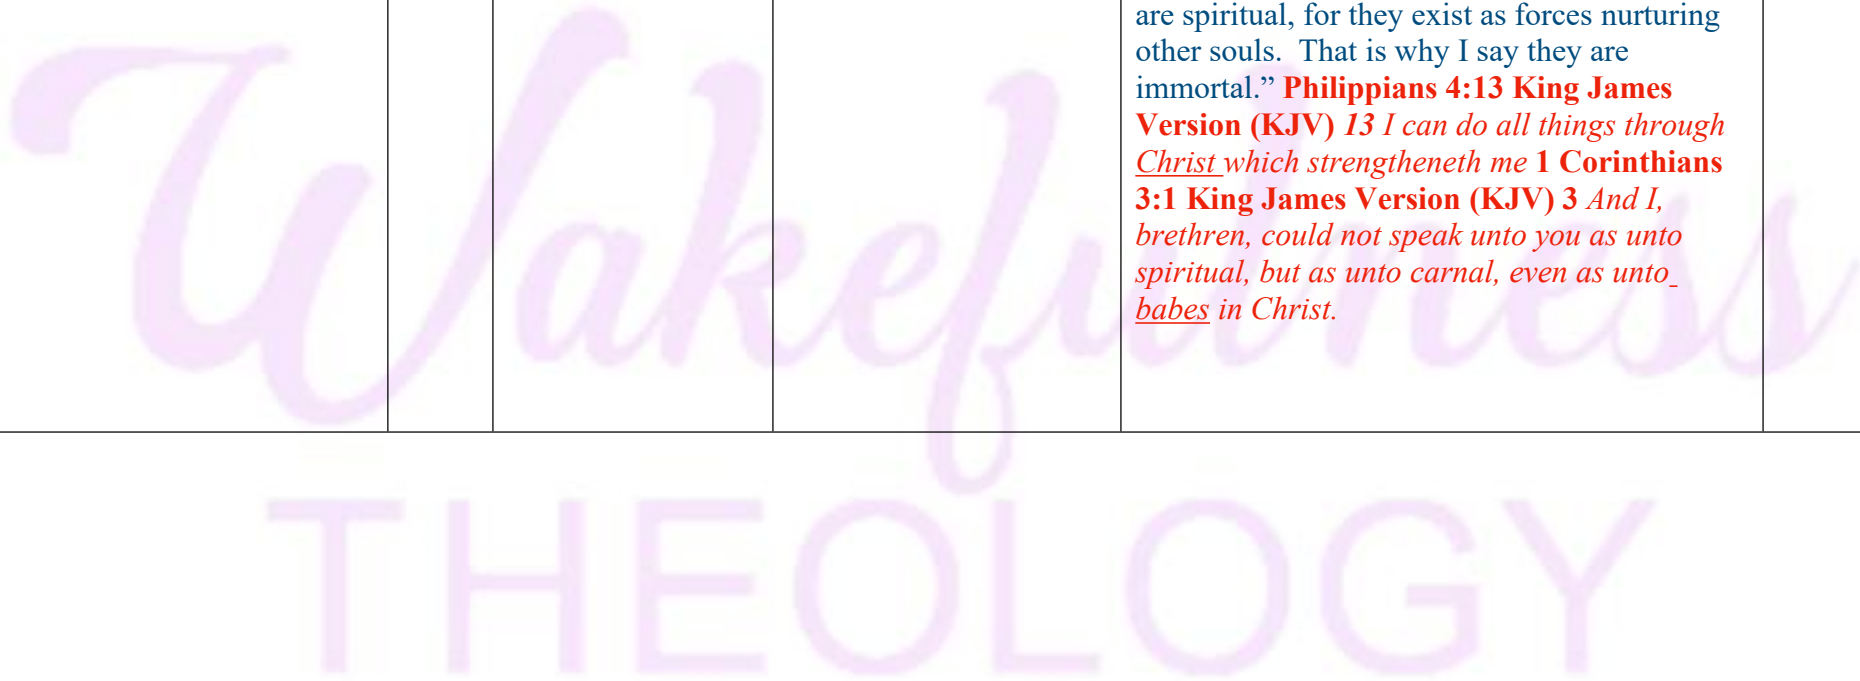 are spiritual, for they exist as forces nurturing
other souls.  That is why I say they are
immortal.” Philippians 4:13 King James
Version (KJV) 13 I can do all things through
Christ which strengtheneth me 1 Corinthians
3:1 King James Version (KJV) 3 And I,
brethren, could not speak unto you as unto
spiritual, but as unto carnal, even as unto
babes in Christ.
Wakefulness
THEOLOGY